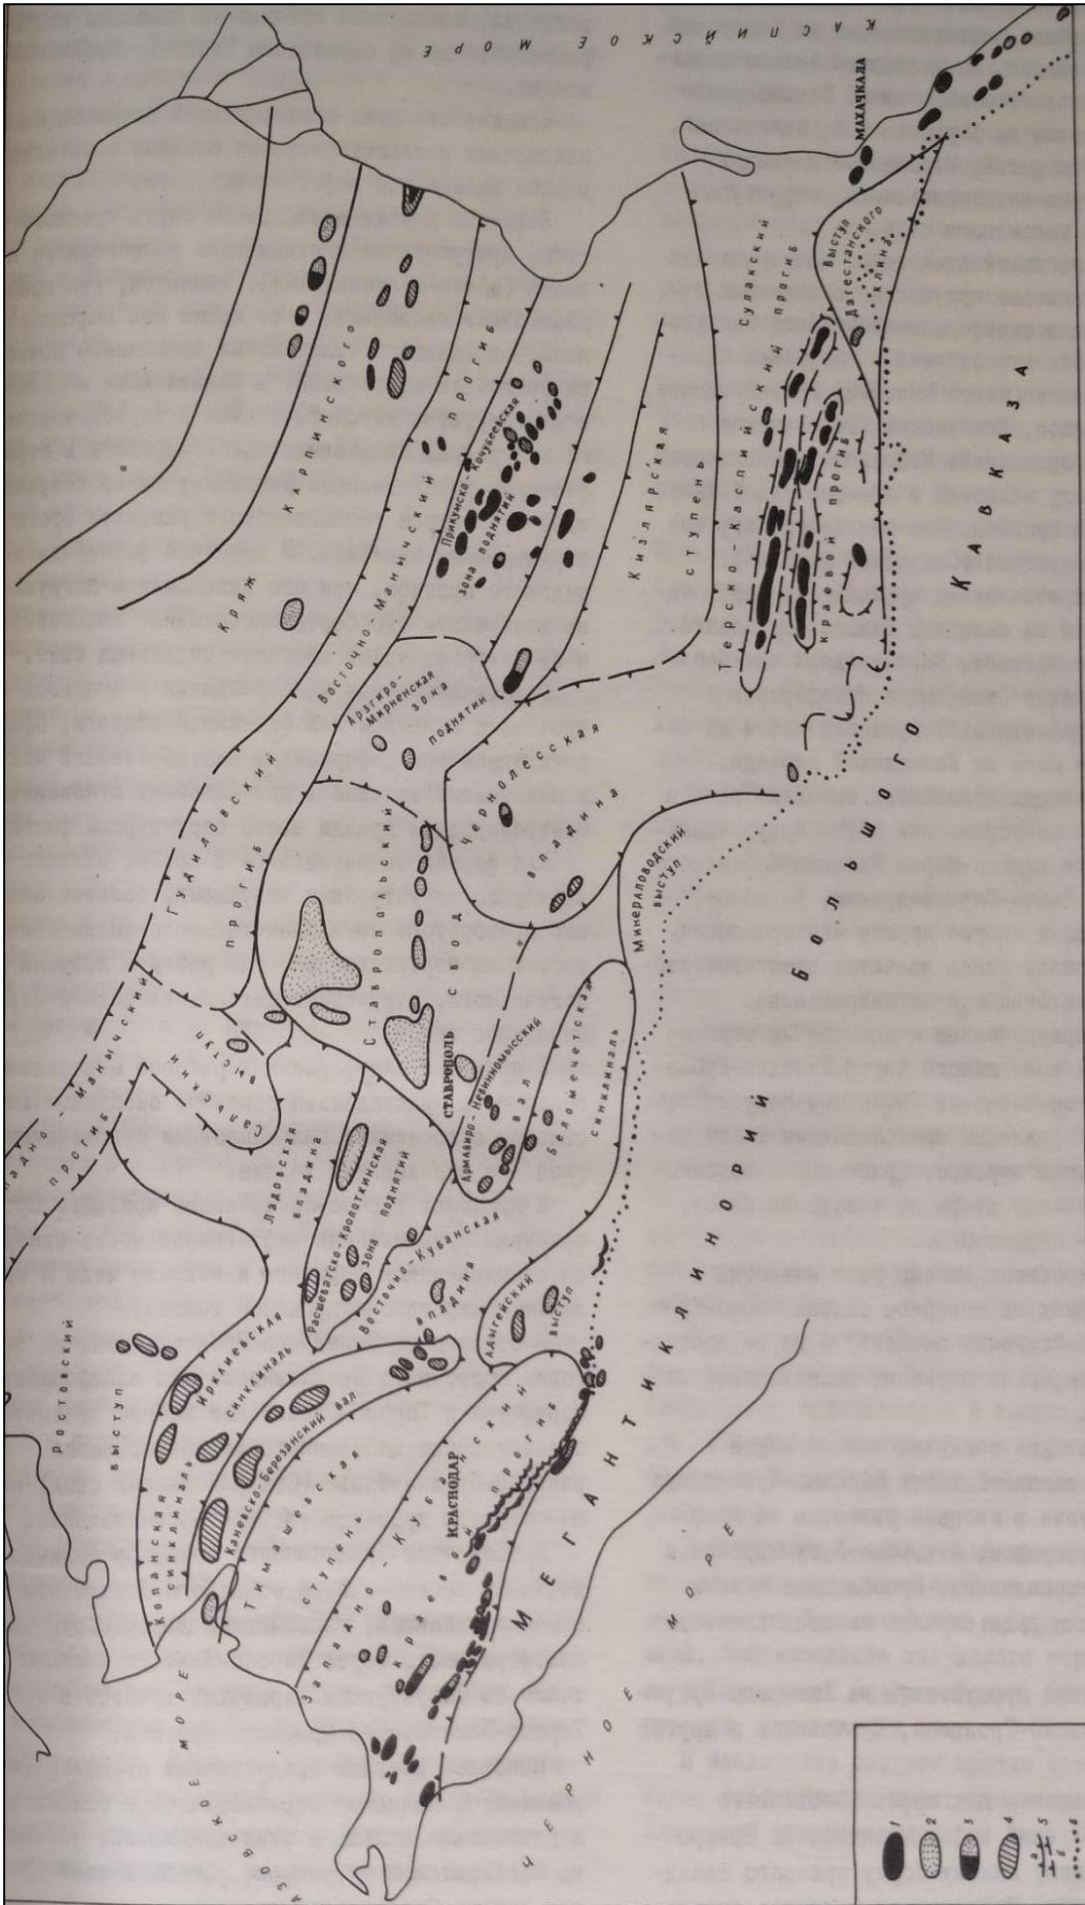 КАСПИЙСКОЕ МОРЕ
МАХАЧКАЛА
Кряж
Карпинского
Восточно-Манычский
прогиб
Прикумско-Кочубеевская
зона поднятий
Кизлярская
ступень
Сулакский
прогиб
Выступ
Дагестанского
клина
Терско-Каспийский
краевой прогиб
Арзгиро-
Мирненская
зона
поднятий
Чернолесская
впадина
Гудиловский
прогиб
Ставропольский
свод
СТАВРОПОЛЬ
Минераловодский
выступ
Манычский
прогиб
Сальский
выступ
Армавиро-Невинномысский
вал
Беломечетская
синклиналь
Ладовская
впадина
Расшеватско-Кропоткинская
зона
поднятий
Восточно-Кубанская
впадина
Адыгейский
выступ
Ростовский
выступ
Ирклиевская
синклиналь
Каневско-Березанский вал
Копанская
синклиналь
Тимашевская
ступень
Западно-Кубанский
краевой
прогиб
КРАСНОДАР
МЕГАНТИКЛИНОРИЙ
БОЛЬШОГО
КАВКАЗА
АЗОВСКОЕ МОРЕ
ЧЕРНОЕ МОРЕ
1
2
3
4
5
а
б
6